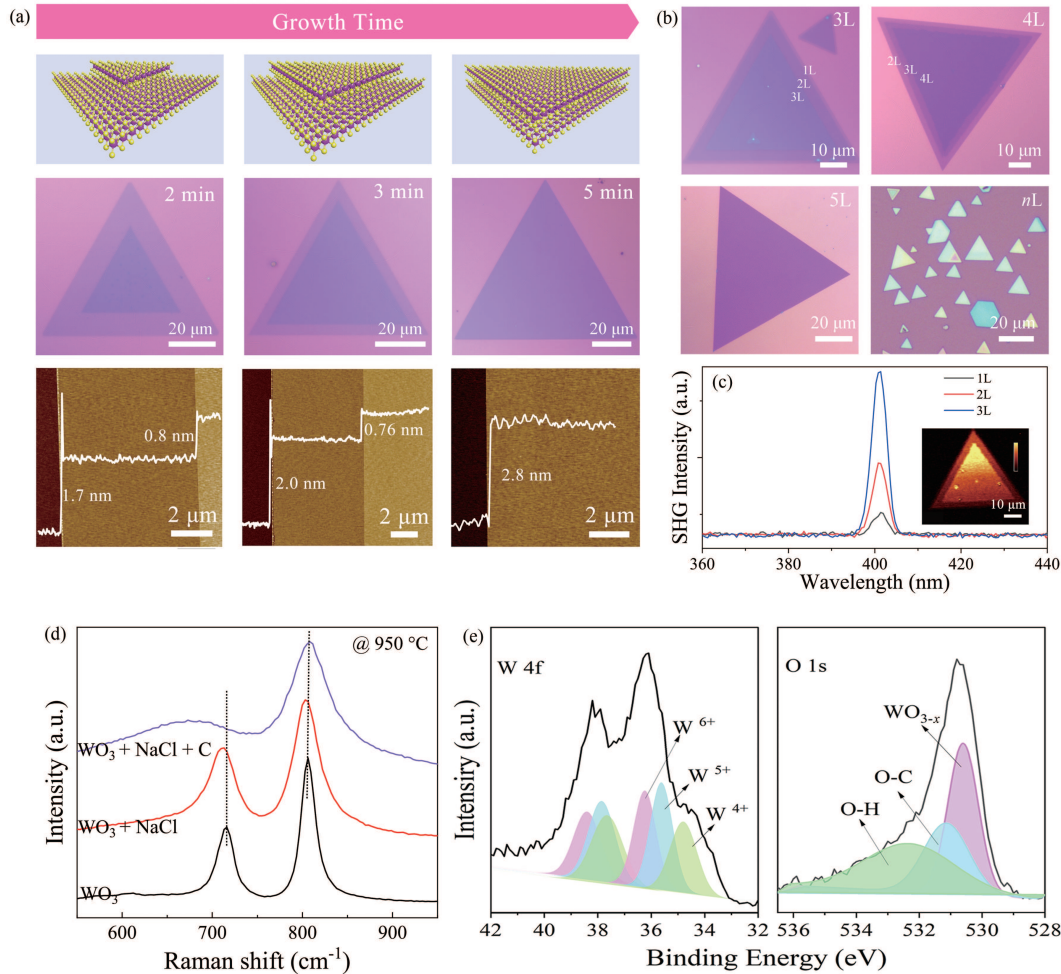 (a)
Growth Time
2 min
3 min
5 min
20 μm
20 μm
20 μm
0.8 nm
1.7 nm
2 μm
0.76 nm
2.0 nm
2 μm
2.8 nm
2 μm
(b)
3L
1L
2L
3L
10 μm
4L
2L
3L
4L
10 μm
5L
20 μm
nL
20 μm
(c)
SHG Intensity (a.u.)
1L
2L
3L
10 μm
360 380 400 420 440
Wavelength (nm)
(d)
@ 950 °C
Intensity (a.u.)
WO3 + NaCl + C
WO3 + NaCl
WO3
600 700 800 900
Raman shift (cm-1)
(e)
Intensiry (a.u.)
W 4f
W 6+
W 5+
W 4+
42 40 38 36 34 32
O 1s
WO3-x
O-C
O-H
536 534 532 530 528
Binding Energy (eV)